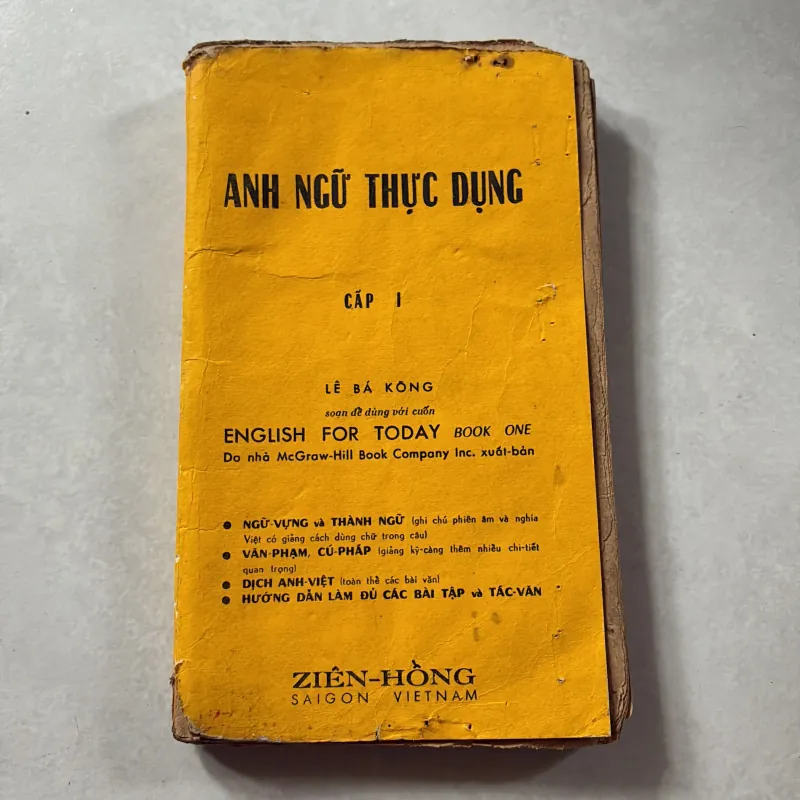 ANH NGỮ THỰC DỤNG
CẤP I
LÊ BÁ KÔNG
soạn để dùng với cuốn
ENGLISH FOR TODAY BOOK ONE
Do nhà McGraw-Hill Book Company Inc. xuất-bản
● NGỮ-VỰNG và THÀNH NGỮ (ghi chú phiên âm và nghĩa
Việt có giảng cách dùng chữ trong câu)
● VĂN-PHẠM, CÚ-PHÁP (giảng kỹ-càng thêm nhiều chi-tiết
quan trọng)
● DỊCH ANH-VIỆT (toàn thể các bài văn)
● HƯỚNG DẪN LÀM ĐỦ CÁC BÀI TẬP và TÁC-VĂN
ZIÊN-HỒNG
SAIGON VIETNAM